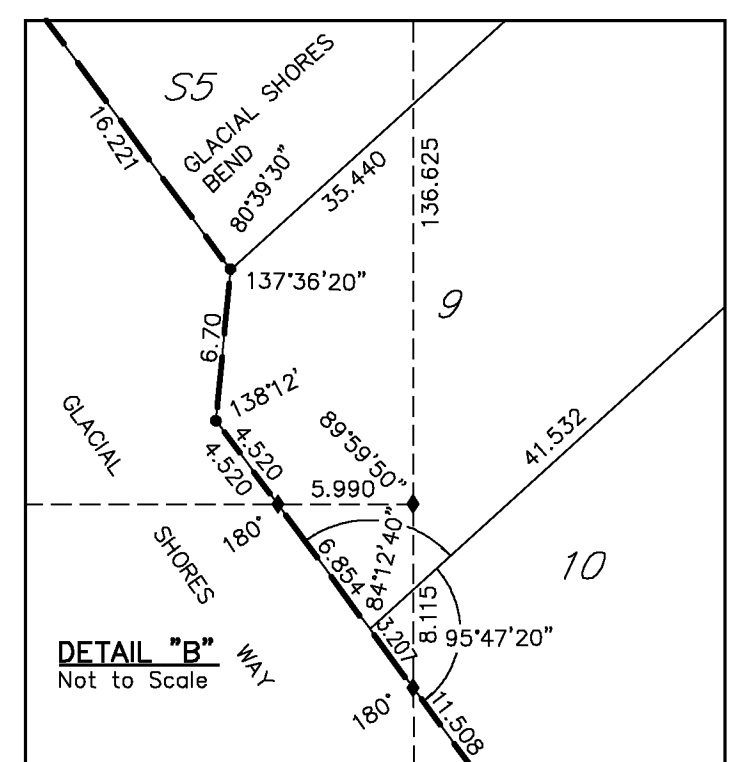 S5
GLACIAL SHORES
BEND
16.221
80°39'30"
35.440
136.625
137°36'20"
9
6.70
138°12'
GLACIAL
4.520
4.520
89°59'50"
5.990
41.532
180°
SHORES
6.854
84°12'40"
10
3.207
8.115
95°47'20"
DETAIL "B"
Not to Scale
WAY
180°
11.508